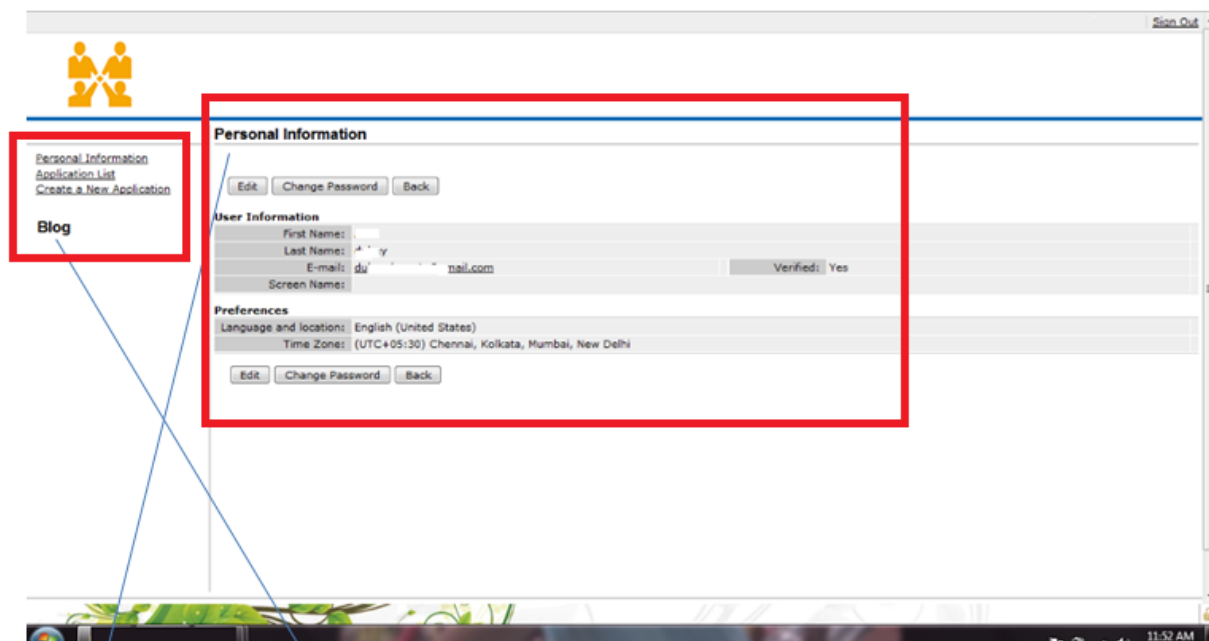 Sign Out
Personal Information
Application List
Create a New Application
Blog
Personal Information
Edit Change Password Back
User Information
First Name:
Last Name:
E-mail: mail.com Verified: Yes
Screen Name:
Preferences
Language and location: English (United States)
Time Zone: (UTC+05:30) Chennai, Kolkata, Mumbai, New Delhi
Edit Change Password Back
11:52 AM